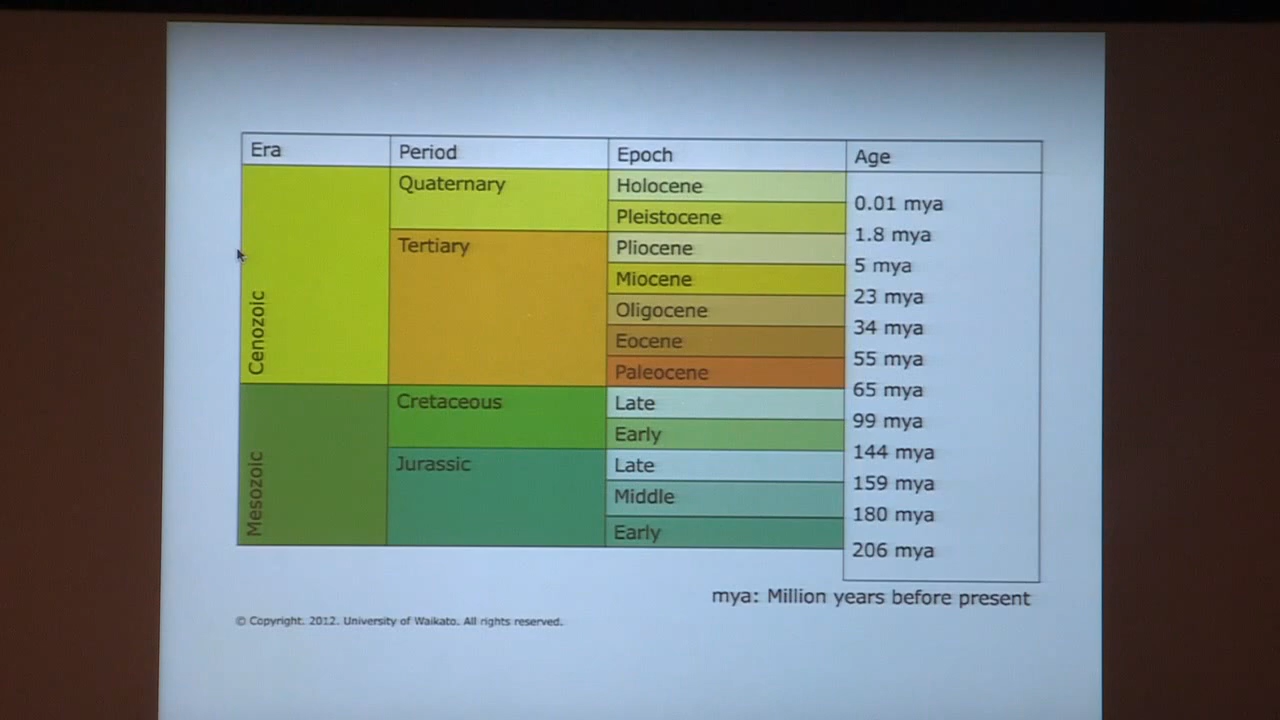 Era Period Epoch Age
Quaternary Holocene
0.01 mya
Pleistocene
1.8 mya
Tertiary Pliocene
5 mya
Miocene
23 mya
Oligocene
34 mya
Eocene
55 mya
Cenozoic
Paleocene
65 mya
Cretaceous Late
99 mya
Early
144 mya
Jurassic Late
159 mya
Middle
180 mya
Mesozoic
Early
206 mya
mya: Million years before present
© Copyright. 2012. University of Waikato. All rights reserved.